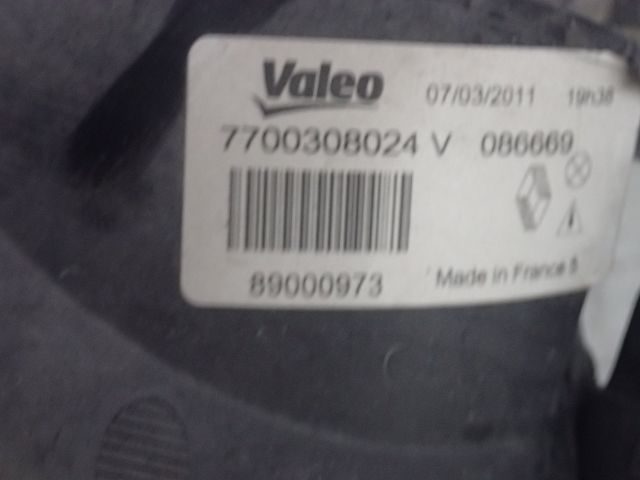 Valeo 07/03/2011 19h38
7700308024 V 086669
89000973 Made in France 5